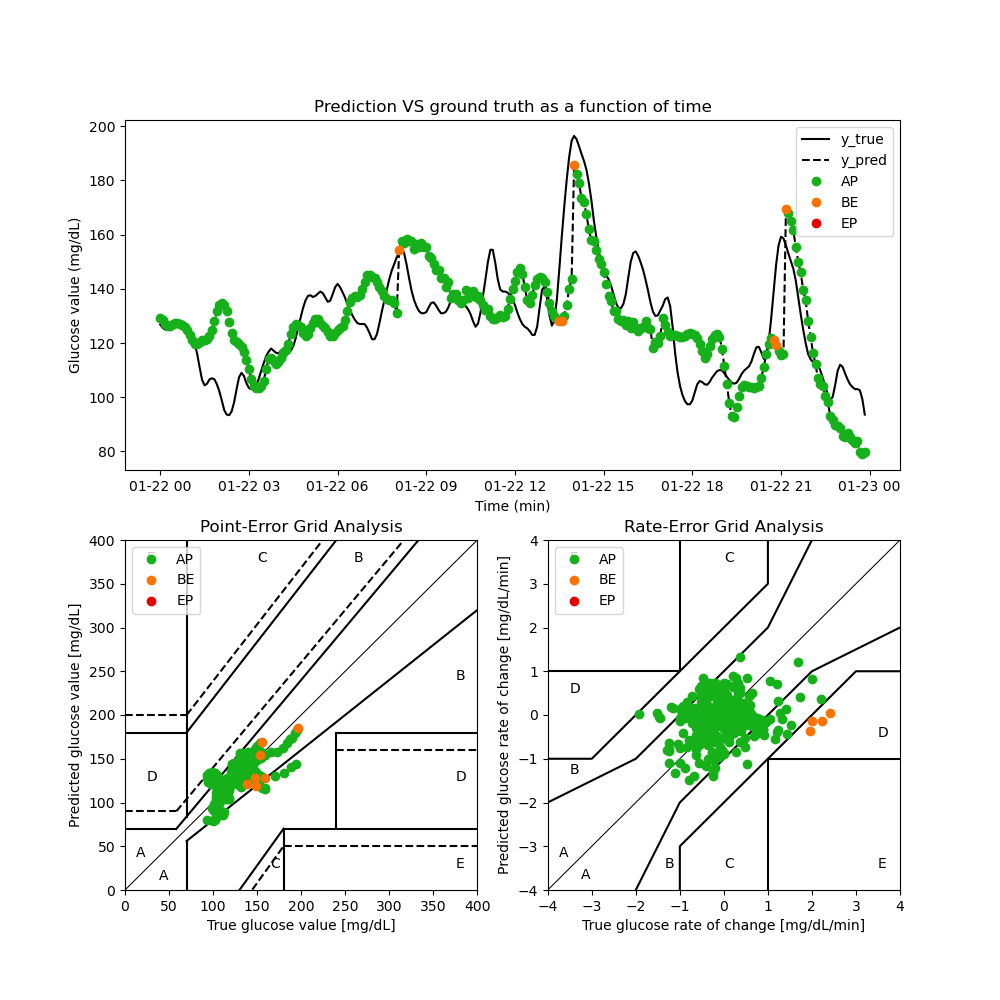 Prediction VS ground truth as a function of time
Glucose value (mg/dL)
200
180
160
140
120
100
80
y_true
y_pred
AP
BE
EP
01-22 00 01-22 03 01-22 06 01-22 09 01-22 12 01-22 15 01-22 18 01-22 21 01-23 00
Time (min)
Point-Error Grid Analysis
Predicted glucose value [mg/dL]
400
350
300
250
200
150
100
50
0
AP
BE
EP
C
B
B
D
D
A
A
C
E
0 50 100 150 200 250 300 350 400
True glucose value [mg/dL]
Rate-Error Grid Analysis
Predicted glucose rate of change [mg/dL/min]
4
3
2
1
0
−1
−2
−3
−4
AP
BE
EP
C
D
D
B
A
A
B
C
E
−4 −3 −2 −1 0 1 2 3 4
True glucose rate of change [mg/dL/min]